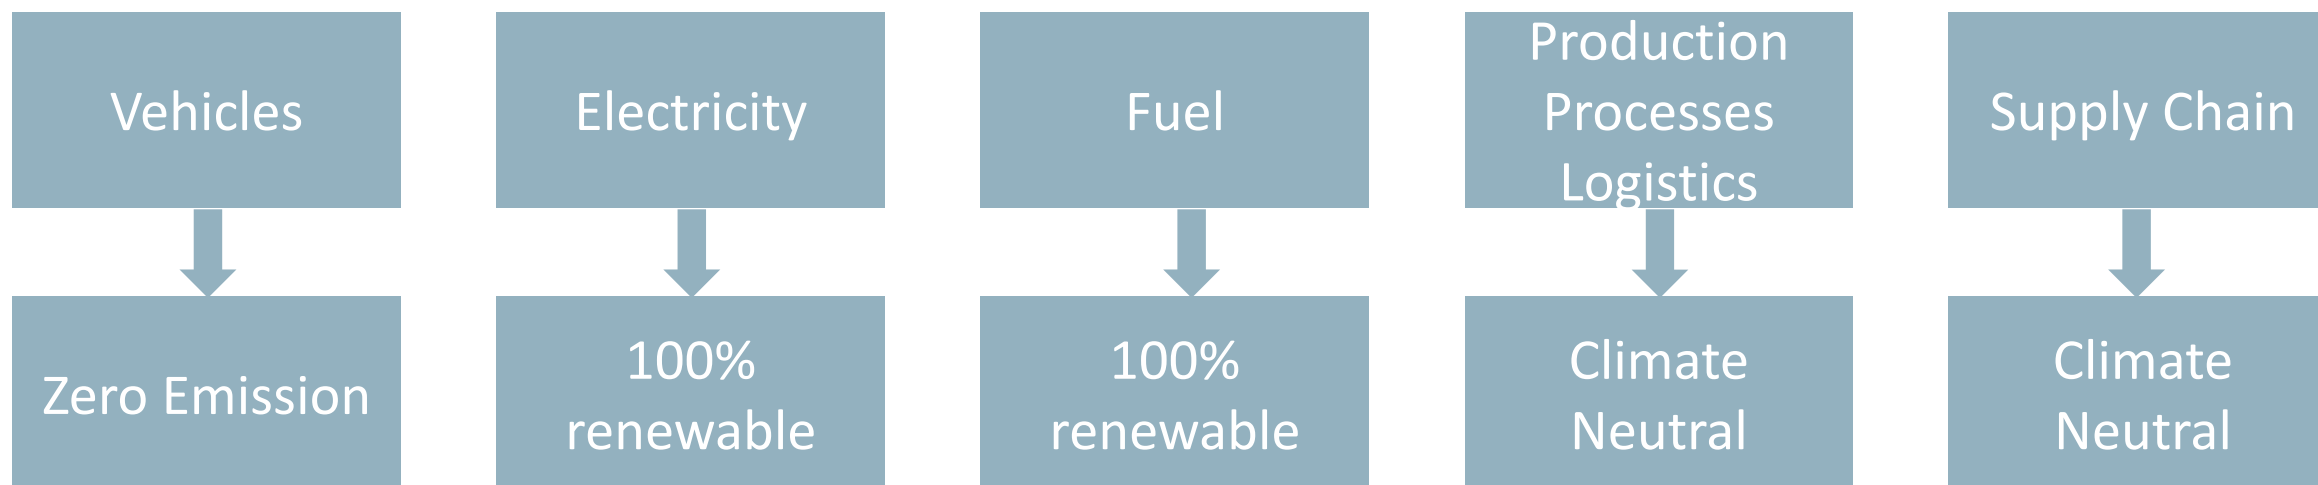 Vehicles
Electricity
Fuel
Production
Processes
Logistics
Supply Chain
Zero Emission
100%
renewable
100%
renewable
Climate
Neutral
Climate
Neutral